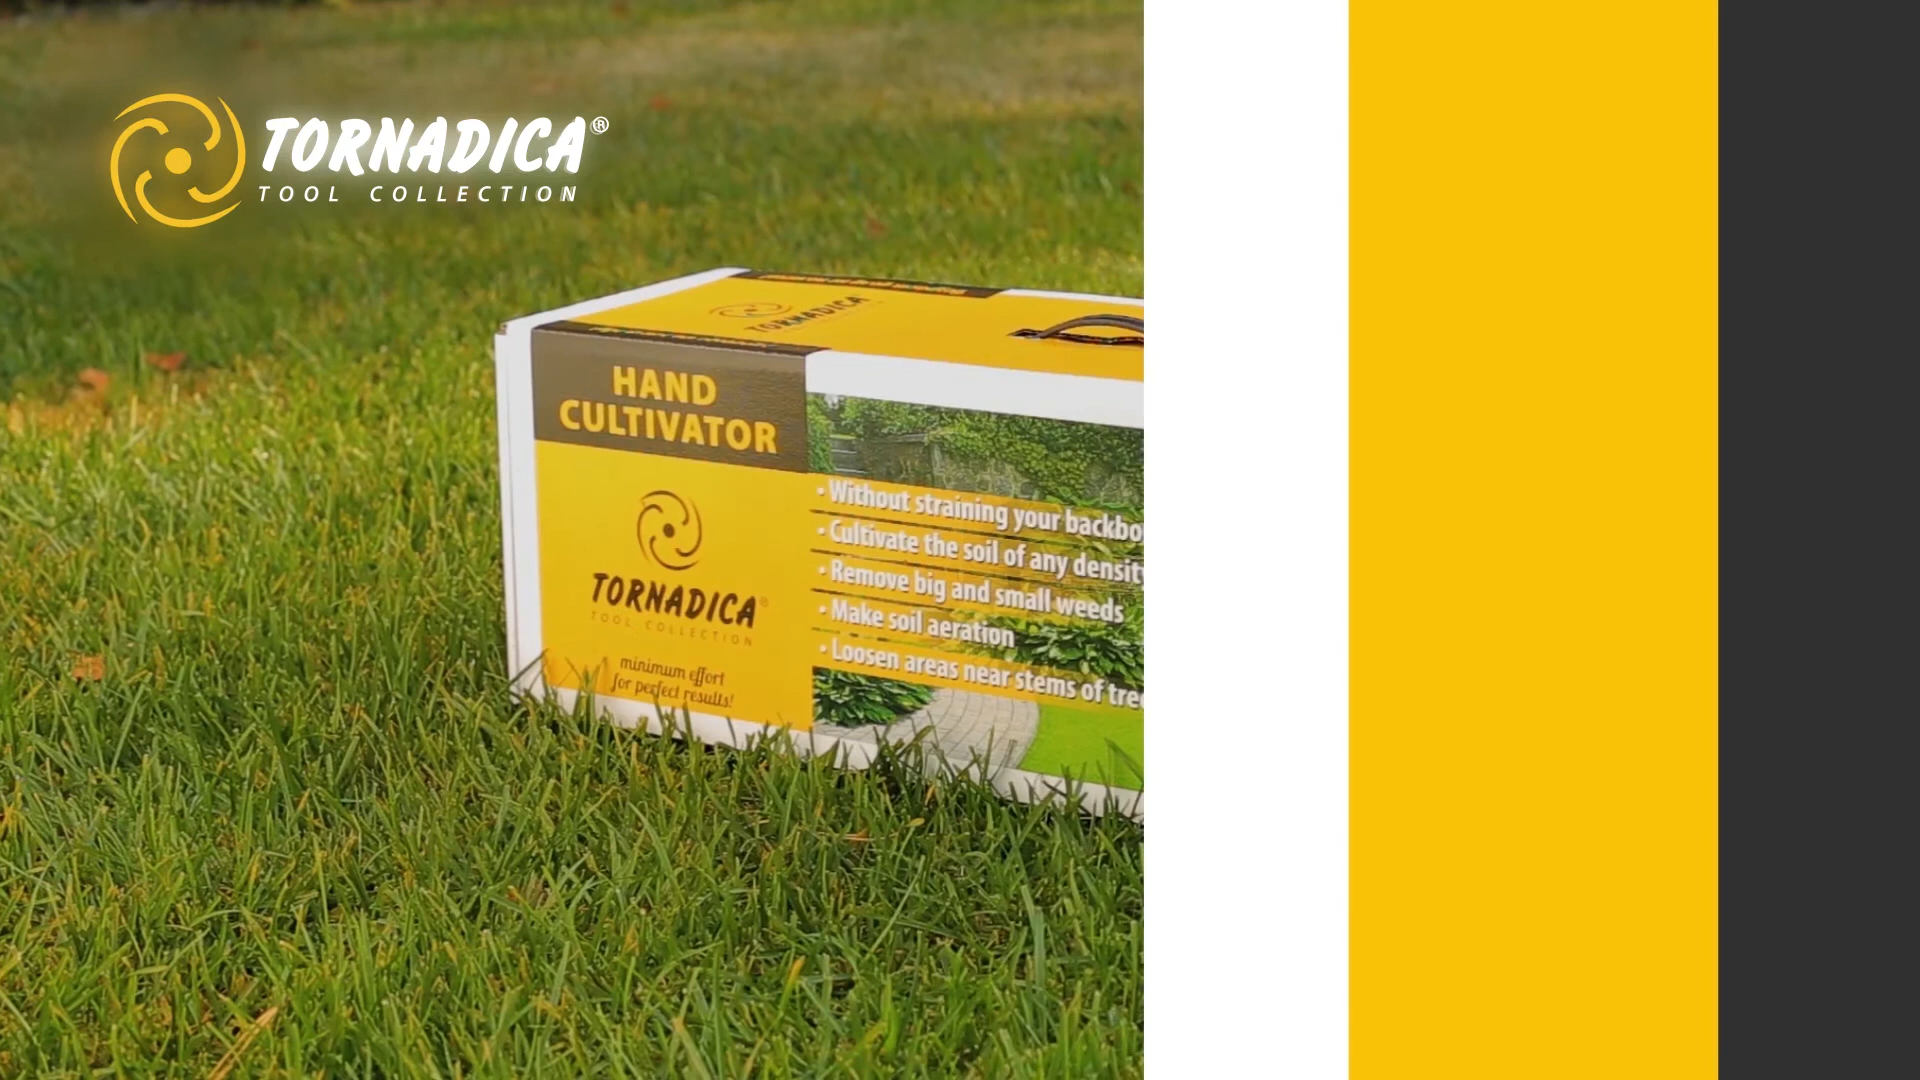 TORNADICA®
TOOL COLLECTION
TORNADICA
HAND
CULTIVATOR
• Without straining your backbo
• Cultivate the soil of any densit
• Remove big and small weeds
• Make soil aeration
• Loosen areas near stems of tre
TORNADICA®
TOOL COLLECTION
minimum effort
for perfect results!